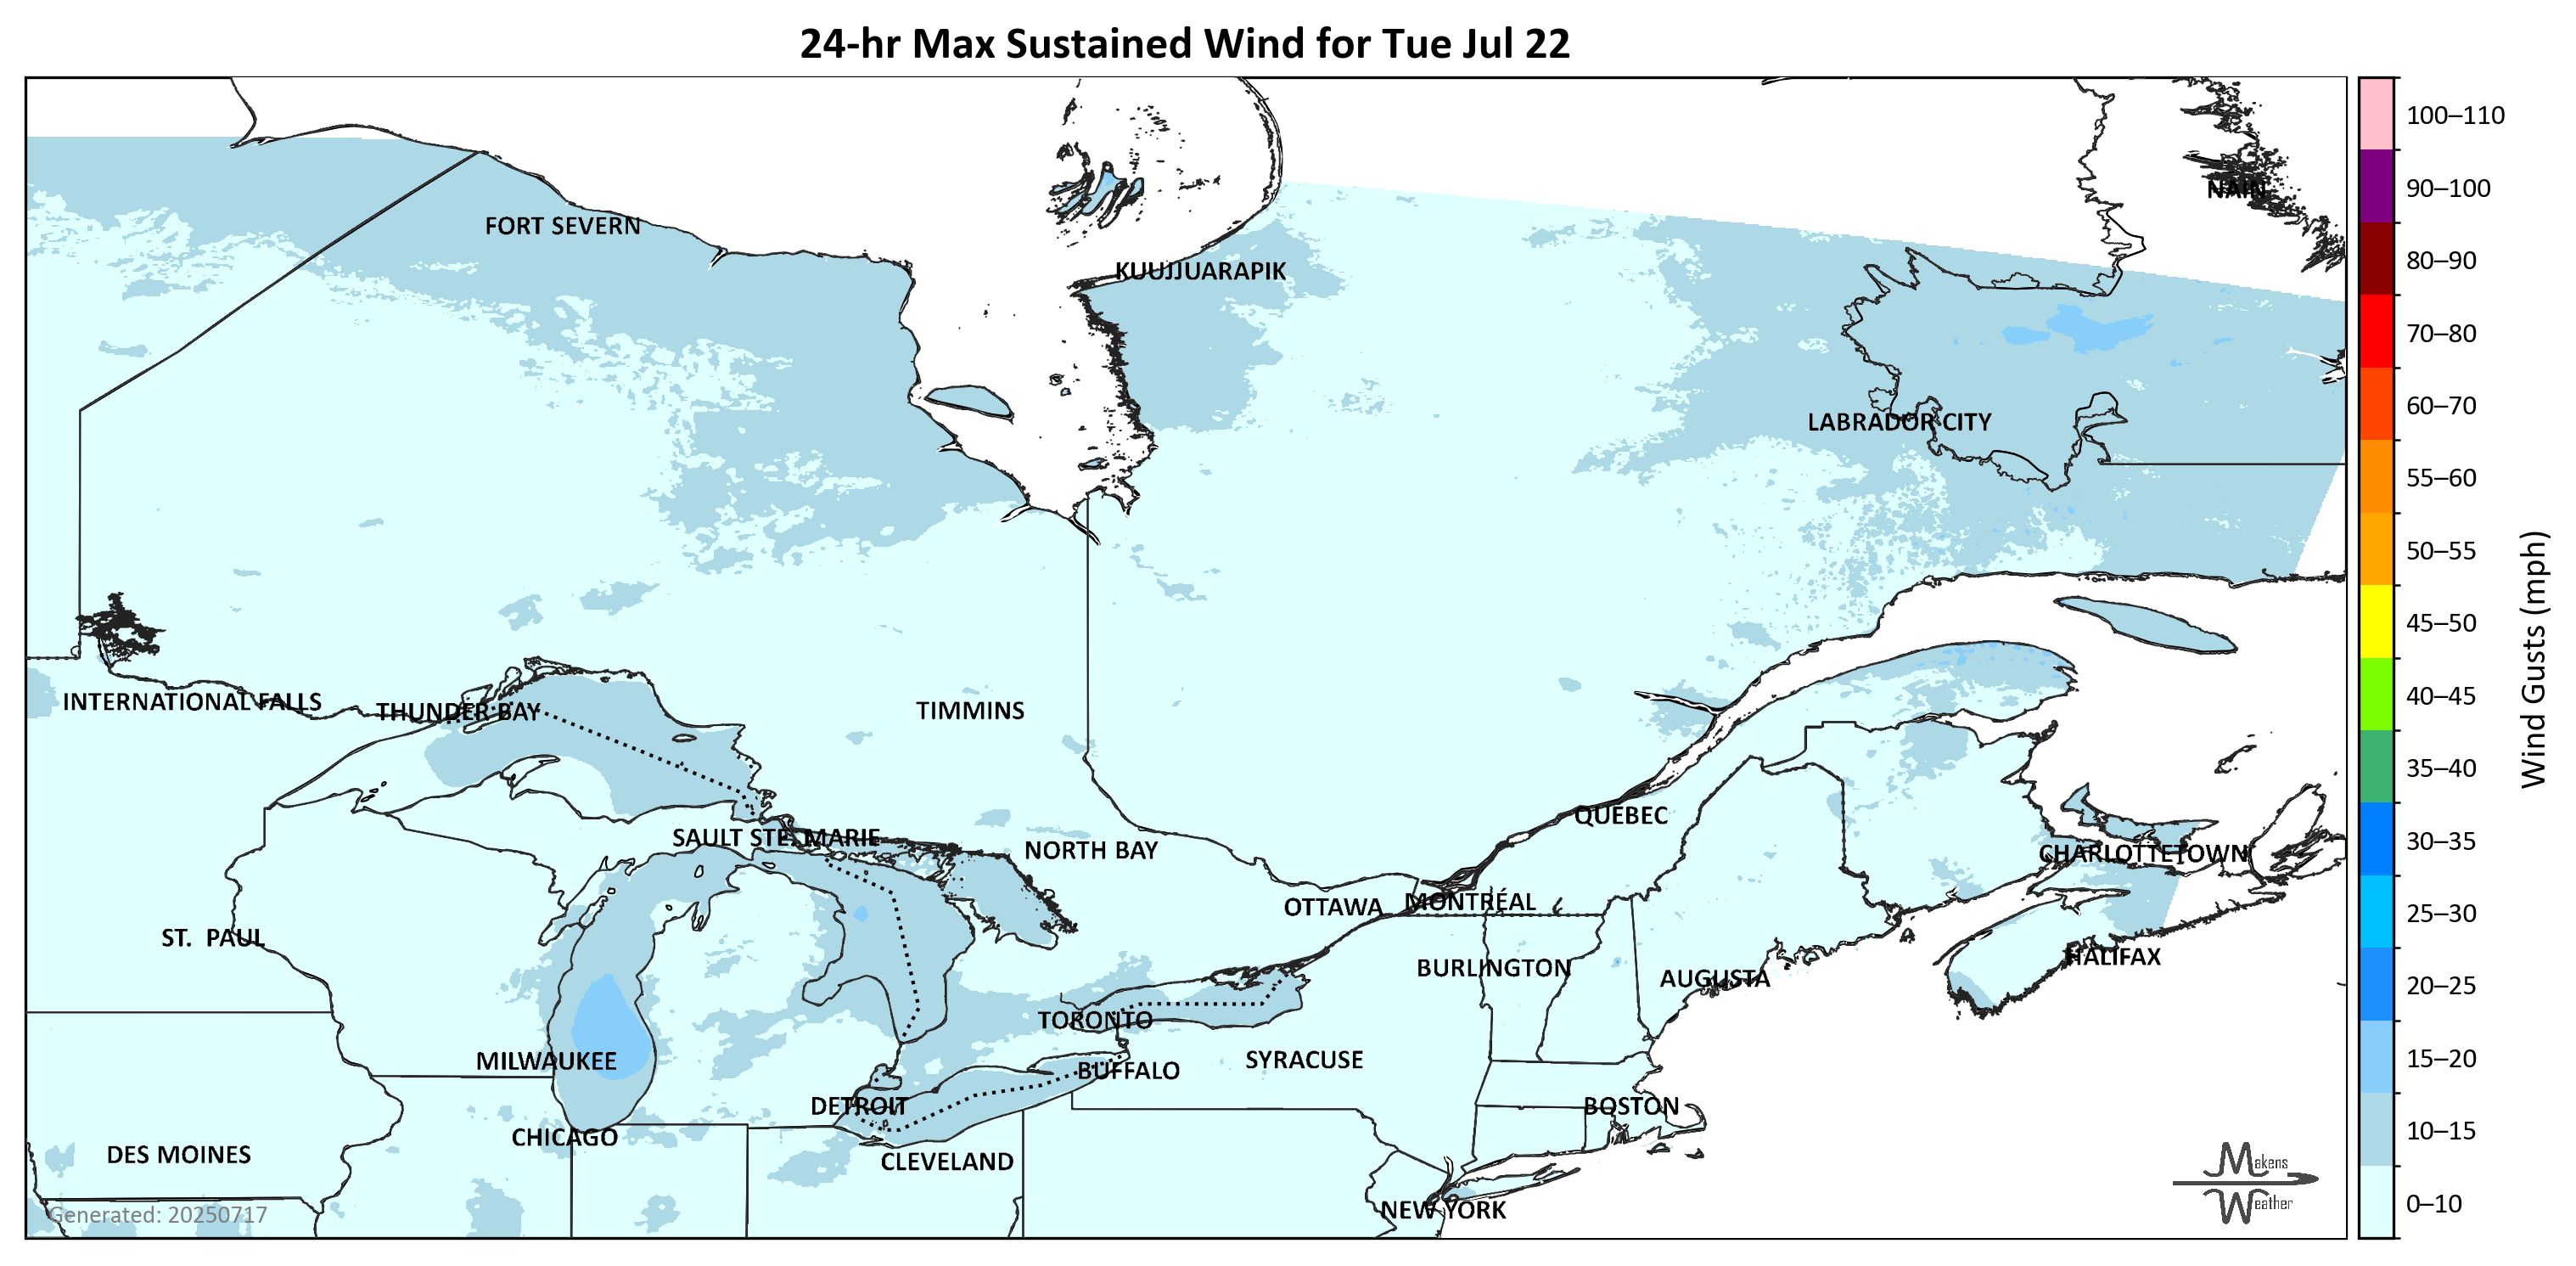 24-hr Max Sustained Wind for Tue Jul 22
NAIN
FORT SEVERN
KUUJJUARAPIK
LABRADOR CITY
INTERNATIONAL FALLS
THUNDER BAY
TIMMINS
QUÉBEC
SAULT STE. MARIE
NORTH BAY
CHARLOTTETOWN
OTTAWA
MONTRÉAL
ST. PAUL
HALIFAX
BURLINGTON
AUGUSTA
TORONTO
MILWAUKEE
SYRACUSE
BUFFALO
DETROIT
BOSTON
CHICAGO
DES MOINES
CLEVELAND
NEW YORK
Generated: 20250717
Makens
Weather
100–110
90–100
80–90
70–80
60–70
55–60
50–55
45–50
40–45
35–40
30–35
25–30
20–25
15–20
10–15
0–10
Wind Gusts (mph)